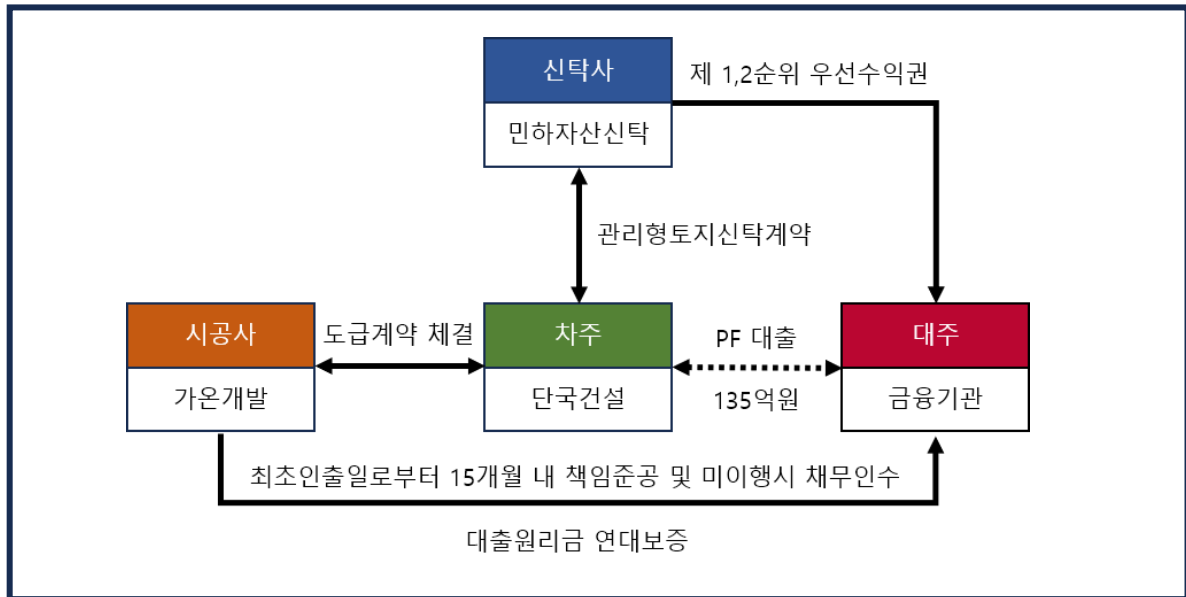 신탁사
제 1,2순위 우선수익권
민하자산신탁
관리형토지신탁계약
시공사
도급계약 체결
차주
PF 대출
대주
가온개발
단국건설
135억원
금융기관
최초인출일로부터 15개월 내 책임준공 및 미이행시 채무인수
대출원리금 연대보증